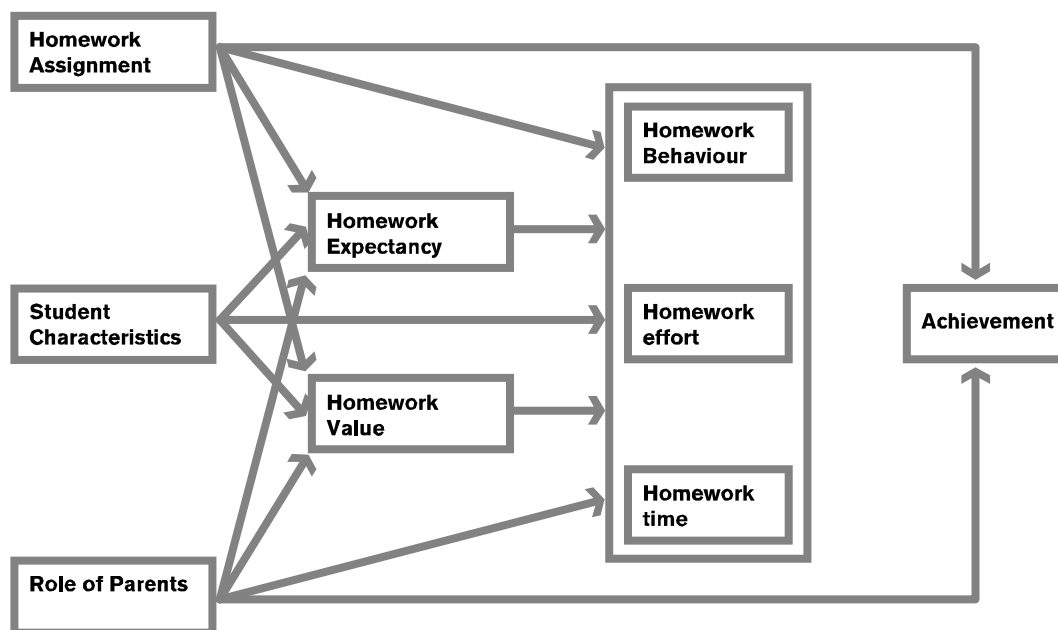 Homework
Assignment
Homework
Behaviour
Homework
Expectancy
Student
Characteristics
Homework
effort
Achievement
Homework
Value
Homework
time
Role of Parents